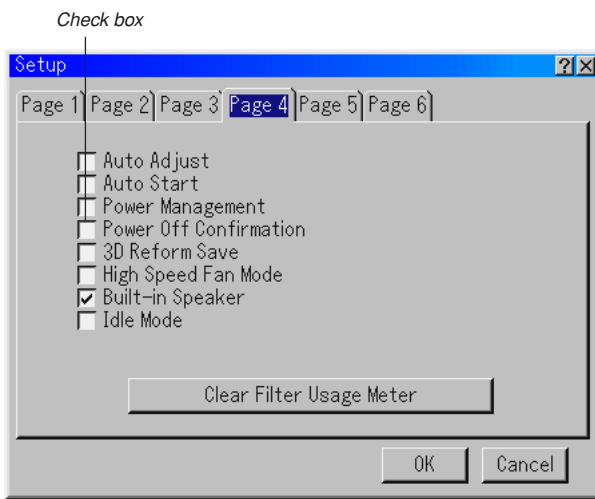 Check box
Setup
Page 1 Page 2 Page 3 Page 4 Page 5 Page 6
Auto Adjust
Auto Start
Power Management
Power Off Confirmation
3D Reform Save
High Speed Fan Mode
Built-in Speaker
Idle Mode
Clear Filter Usage Meter
OK Cancel